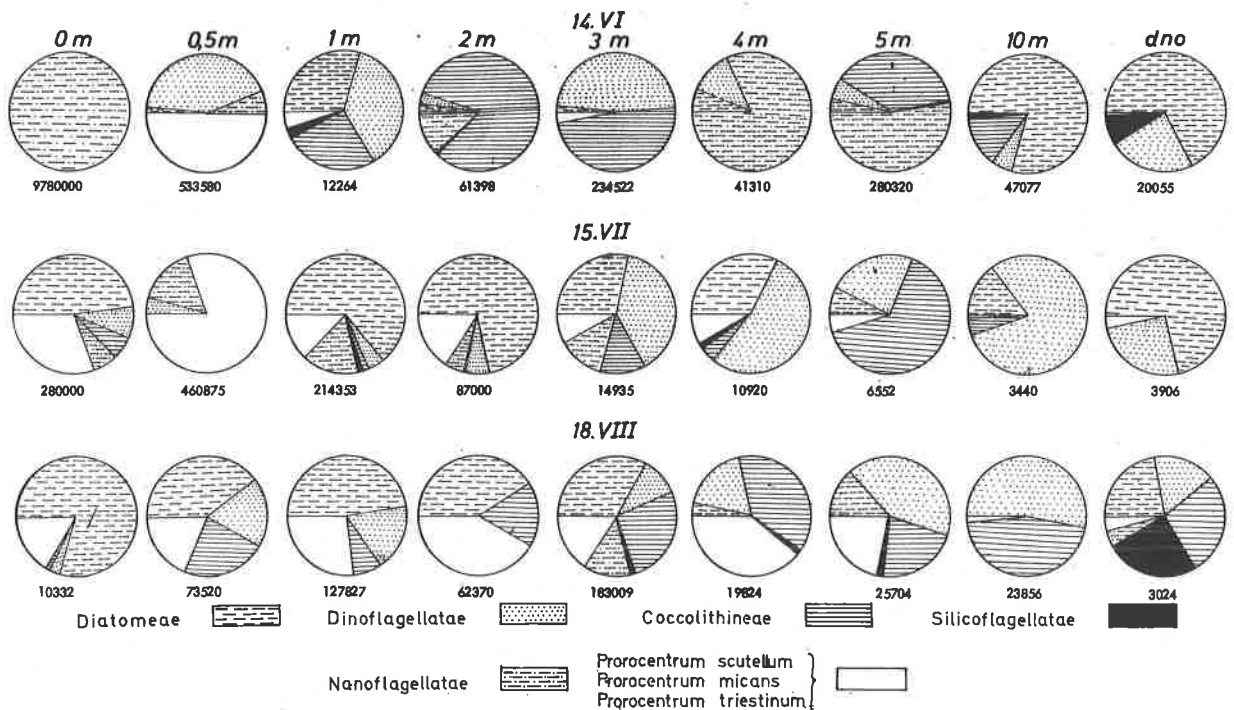 14.VI
0 m 0,5m 1 m 2 m 3 m 4 m 5 m 10 m dno
9780000 533580 12264 61398 234522 41310 280320 47077 20055
15.VII
280000 460875 214353 87000 14935 10920 6552 3440 3906
18.VIII
10332 73520 127827 62370 183009 19824 25704 23856 3024
Diatomeae Dinoflagellatae Coccolithineae Silicoflagellatae
Prorocentrum scutellum
Nanoflagellatae Prorocentrum micans
Prorocentrum triestinum